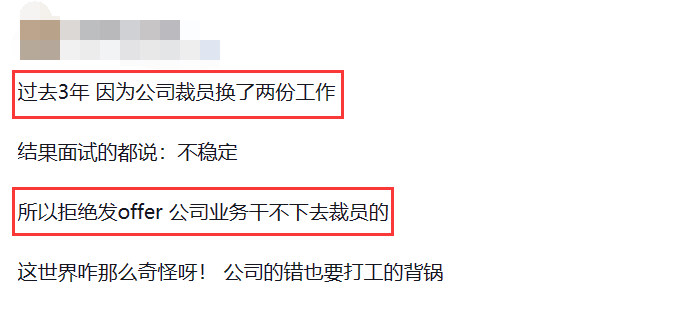 过去3年 因为公司裁员换了两份工作
结果面试的都说：不稳定
所以拒绝发offer 公司业务干不下去裁员的
这世界咋那么奇怪呀！ 公司的错也要打工的背锅